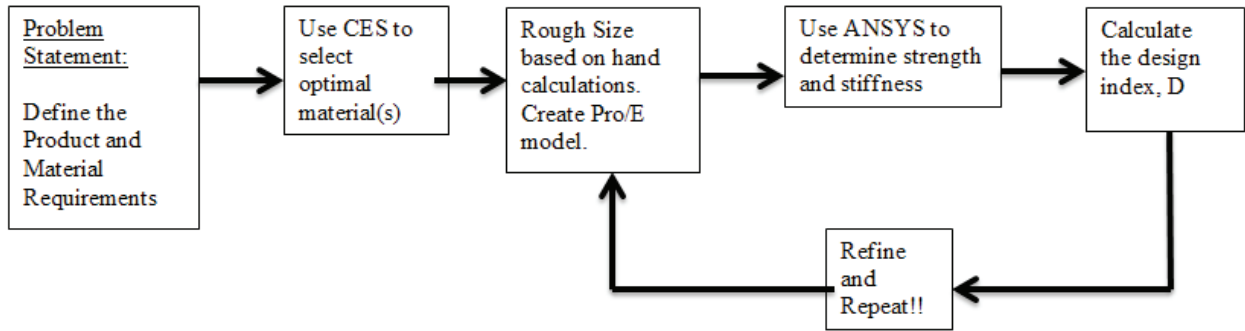 Problem
Statement:
Define the
Product and
Material
Requirements
Use CES to
select
optimal
material(s)
Rough Size
based on hand
calculations.
Create Pro/E
model.
Use ANSYS to
determine strength
and stiffness
Calculate
the design
index, D
Refine
and
Repeat!!